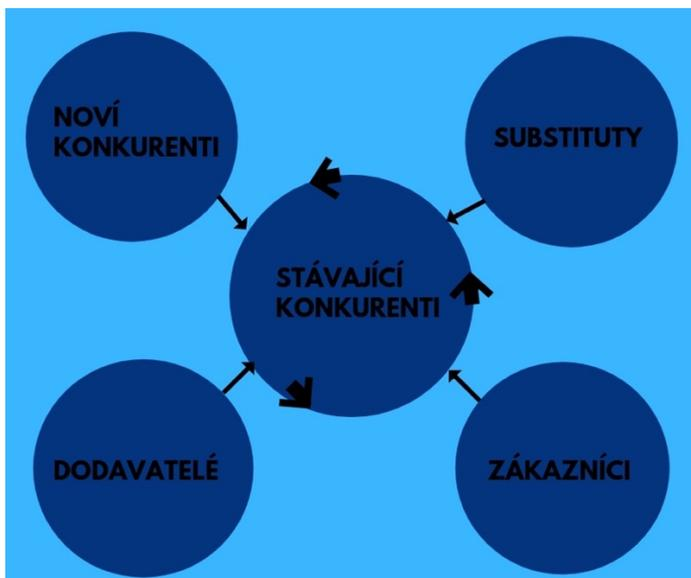 NOVÍ
KONKURENTI
SUBSTITUTY
STÁVAJÍCÍ
KONKURENTI
DODAVATELÉ
ZÁKAZNÍCI